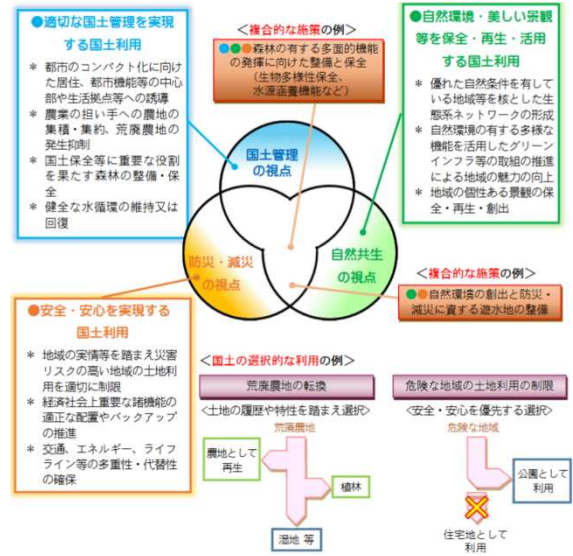 ●適切な国土管理を実現
する国土利用
* 都市のコンパクト化に向け
た居住、都市機能等の中心
部や生活拠点等への誘導
* 農業の担い手への農地の
集積・集約、荒廃農地の
発生抑制
* 国土保全等に重要な役割
を果たす森林の整備・保
全
* 健全な水循環の維持又は
回復
<複合的な施策の例>
●●●森林の有する多面的機能
の発揮に向けた整備と保全
(生物多様性保全、
水源涵養機能など)
●自然環境・美しい景観
等を保全・再生・活用
する国土利用
* 優れた自然条件を有して
いる地域等を核とした生
態系ネットワークの形成
* 自然環境の有する多様な
機能を活用したグリーン
インフラ等の取組の推進
による地域の魅力の向上
* 地域の個性ある景観の保
全・再生・創出
国土管理
の視点
防災・減災
の視点
自然共生
の視点
<複合的な施策の例>
●●自然環境の創出と防災・
減災に資する遊水地の整備
●安全・安心を実現する
国土利用
* 地域の実情等を踏まえ災害
リスクの高い地域の土地利
用を適切に制限
* 経済社会上重要な諸機能の
適正な配置やバックアップ
の推進
* 交通、エネルギー、ライフ
ライン等の多重性・代替性
の確保
<国土の選択的な利用の例>
荒廃農地の転換
<土地の履歴や特性を踏まえ選択>
荒廃農地
農地として
再生
植林
湿地 等
危険な地域の土地利用の制限
<安全・安心を優先する選択>
危険な地域
公園として
利用
住宅地として
利用